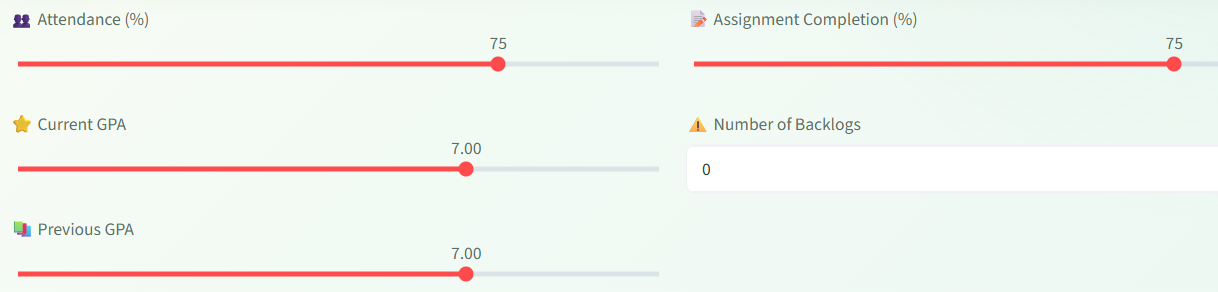 Attendance (%)
75
Assignment Completion (%)
75
Current GPA
7.00
Number of Backlogs
0
Previous GPA
7.00